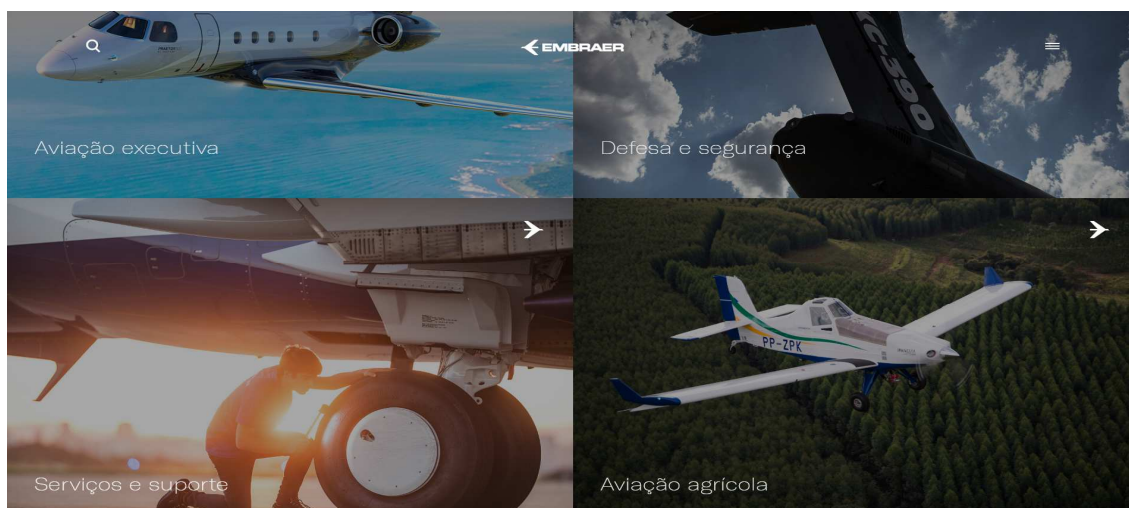 EMBRAER
KC-390
Aviação executiva
Defesa e segurança
PP-ZPK
Serviços e suporte
Aviação agrícola